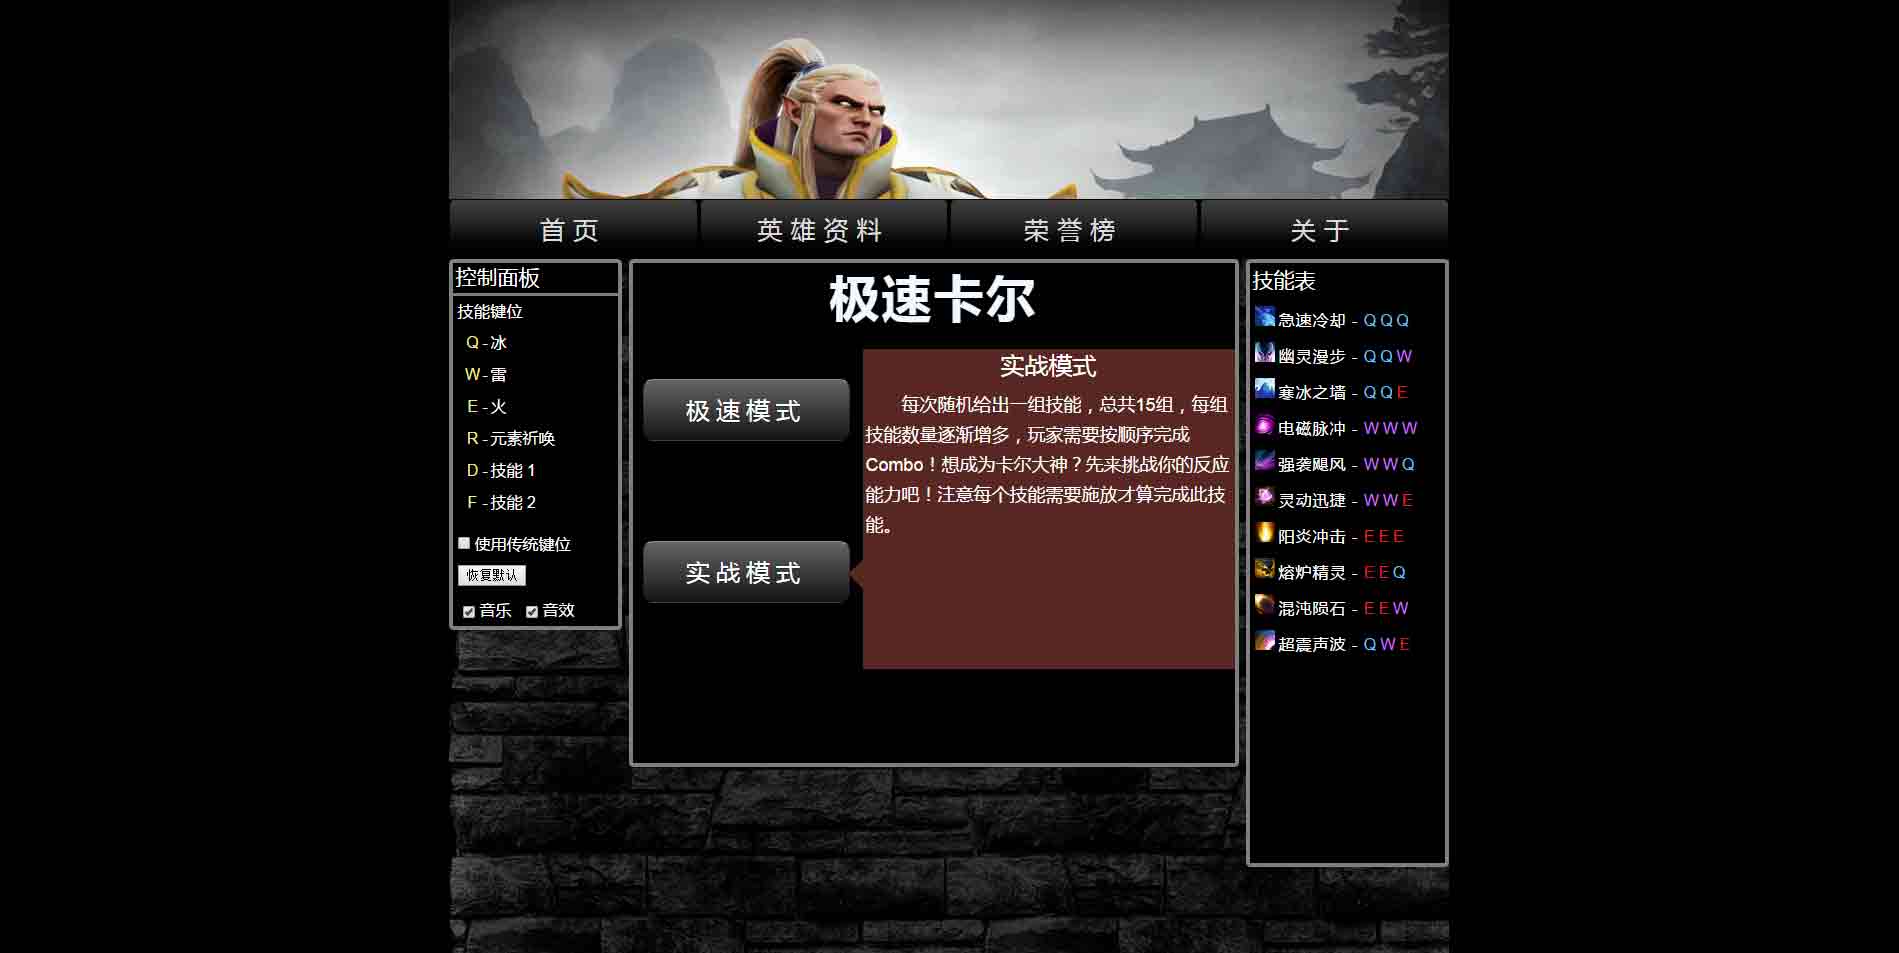 首页 英雄资料 荣誉榜 关于
控制面板
技能键位
Q - 冰
W - 雷
E - 火
R - 元素祈唤
D - 技能 1
F - 技能 2
使用传统键位
恢复默认
音乐 音效
极速卡尔
极速模式
实战模式
实战模式
每次随机给出一组技能，总共15组，每组
技能数量逐渐增多，玩家需要按顺序完成
Combo！想成为卡尔大神？先来挑战你的反应
能力吧！注意每个技能需要施放才算完成此技
能。
技能表
急速冷却 - Q Q Q
幽灵漫步 - Q Q W
寒冰之墙 - Q Q E
电磁脉冲 - W W W
强袭飓风 - W W Q
灵动迅捷 - W W E
阳炎冲击 - E E E
熔炉精灵 - E E Q
混沌陨石 - E E W
超震声波 - Q W E